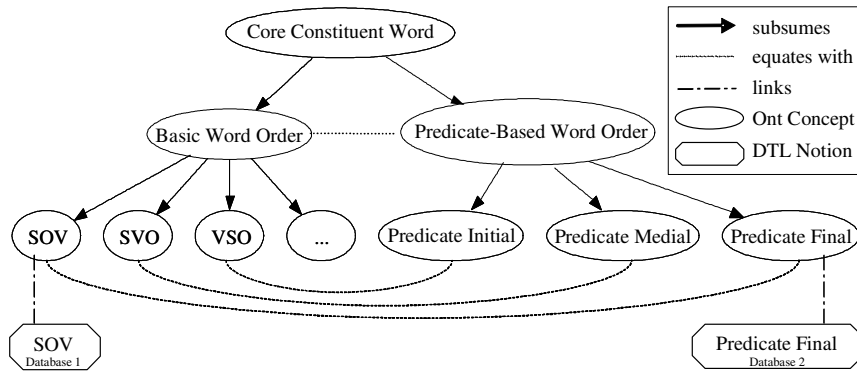 Core Constituent Word
subsumes
equates with
links
Ont Concept
DTL Notion
Basic Word Order
Predicate-Based Word Order
SOV
SVO
VSO
...
Predicate Initial
Predicate Medial
Predicate Final
SOV
Database 1
Predicate Final
Database 2